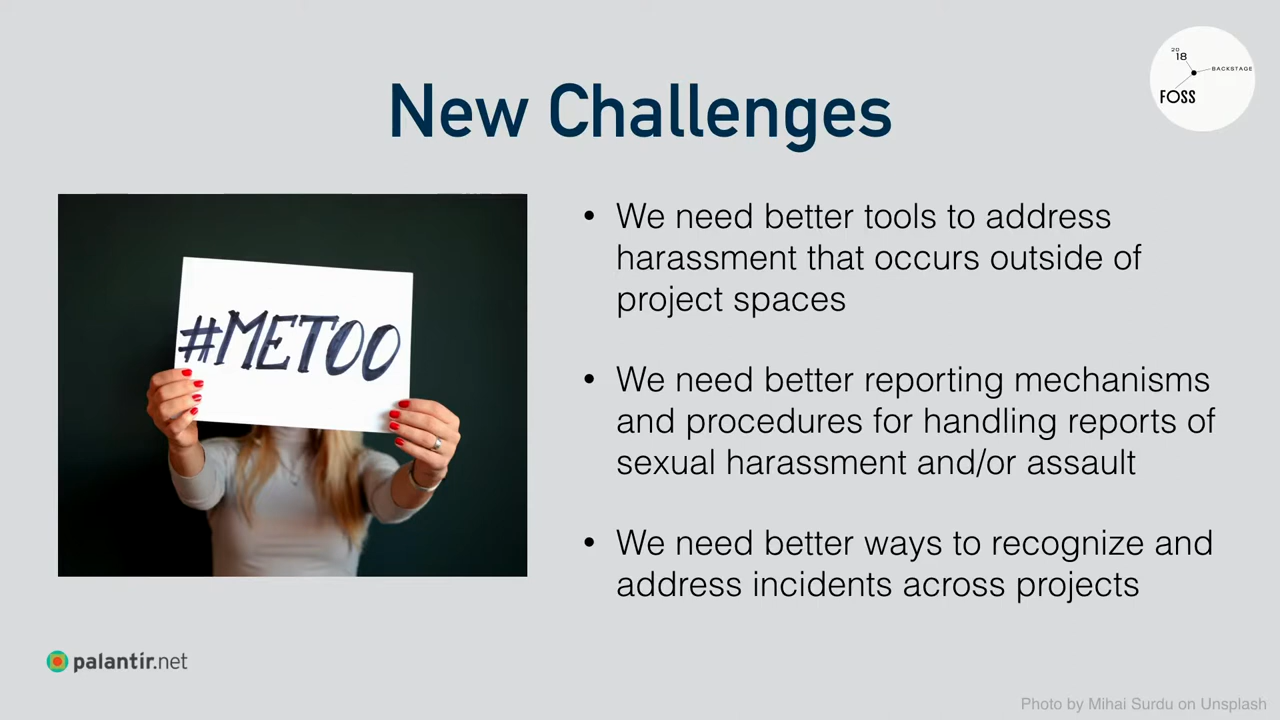 20
18
BACKSTAGE
FOSS
New Challenges
#METOO
• We need better tools to address
harassment that occurs outside of
project spaces
• We need better reporting mechanisms
and procedures for handling reports of
sexual harassment and/or assault
• We need better ways to recognize and
address incidents across projects
palantir.net
Photo by Mihai Surdu on Unsplash